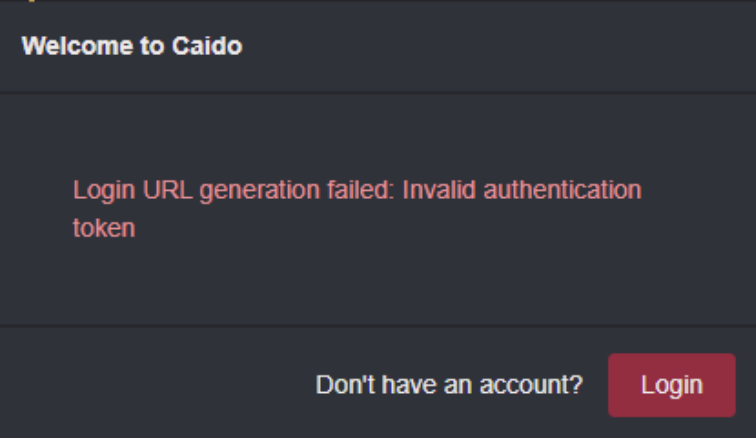 Welcome to Caido
Login URL generation failed: Invalid authentication
token
Don't have an account?
Login